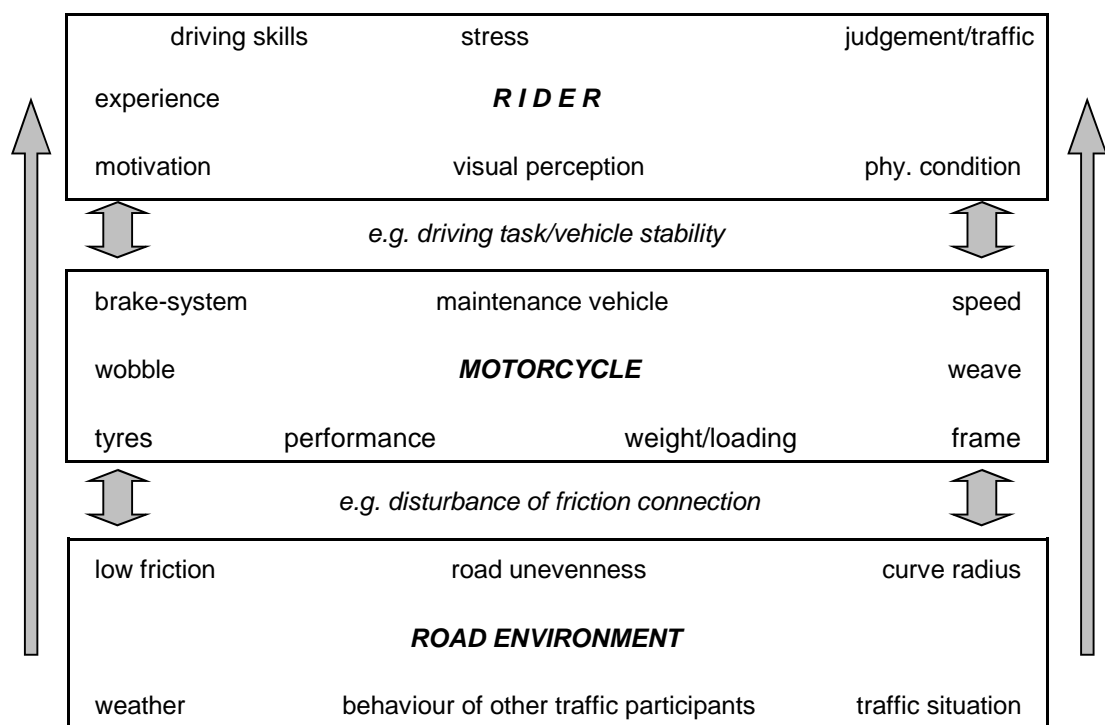 driving skills stress judgement/traffic
experience R I D E R
motivation visual perception phy. condition
e.g. driving task/vehicle stability
brake-system maintenance vehicle speed
wobble MOTORCYCLE weave
tyres performance weight/loading frame
e.g. disturbance of friction connection
low friction road unevenness curve radius
ROAD ENVIRONMENT
weather behaviour of other traffic participants traffic situation